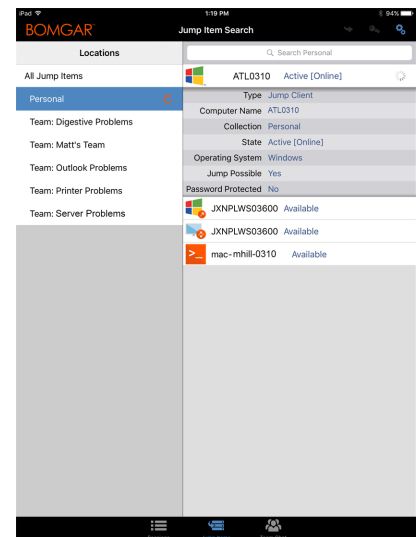 iPad 1:19 PM 94%
BOMGAR Jump Item Search
Locations
All Jump Items
Personal
Team: Digestive Problems
Team: Matt's Team
Team: Outlook Problems
Team: Printer Problems
Team: Server Problems
Search Personal
ATL0310 Active [Online]
Type Jump Client
Computer Name ATL0310
Collection Personal
State Active [Online]
Operating System Windows
Jump Possible Yes
Password Protected No
JXNPLWS03600 Available
JXNPLWS03600 Available
mac-mhill-0310 Available